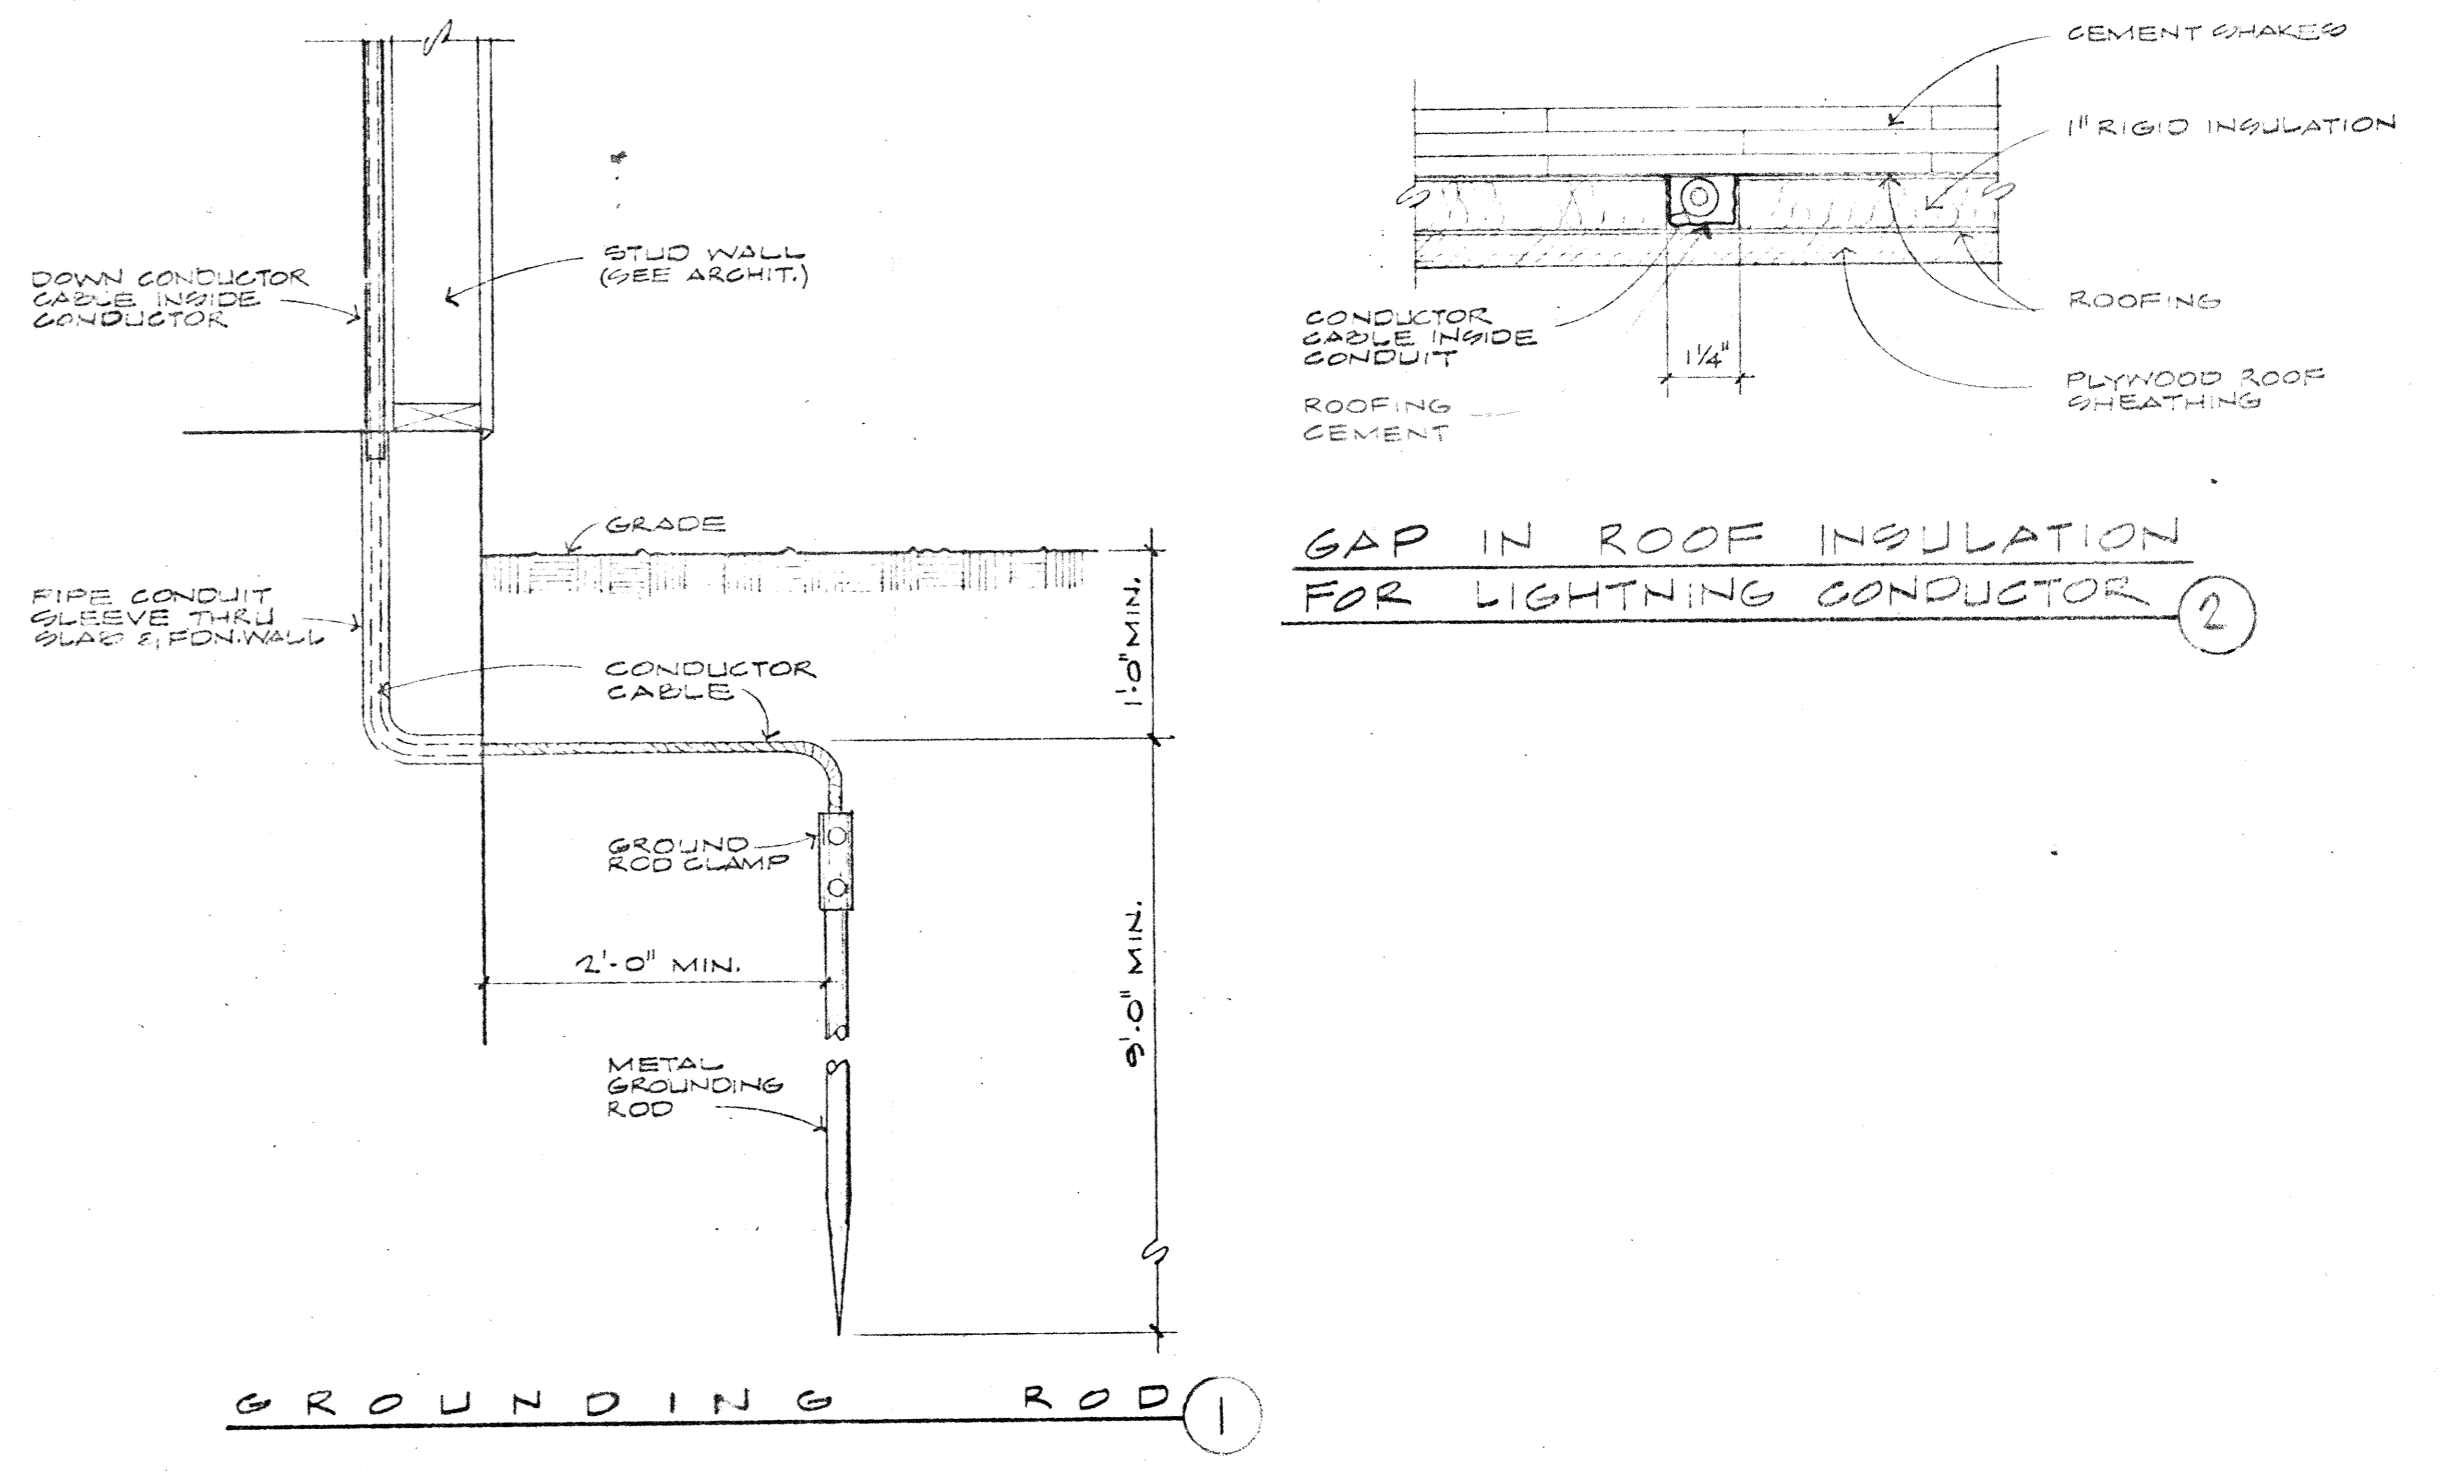 DOWN CONDUCTOR
CABLE INSIDE
CONDUCTOR
STUD WALL
(SEE ARCHIT.)
GRADE
PIPE CONDUIT
SLEEVE THRU
SLAB & FDN. WALL
CONDUCTOR
CABLE
1'-0" MIN.
GROUND
ROD CLAMP
2'-0" MIN.
METAL
GROUNDING
ROD
MIN.
GROUNDING ROD 1
CEMENT SHAKES
1" RIGID INSULATION
ROOFING
PLYWOOD ROOF
SHEATHING
CONDUCTOR
CABLE INSIDE
CONDUIT
1 1/4"
ROOFING
CEMENT
GAP IN ROOF INSULATION
FOR LIGHTNING CONDUCTOR 2